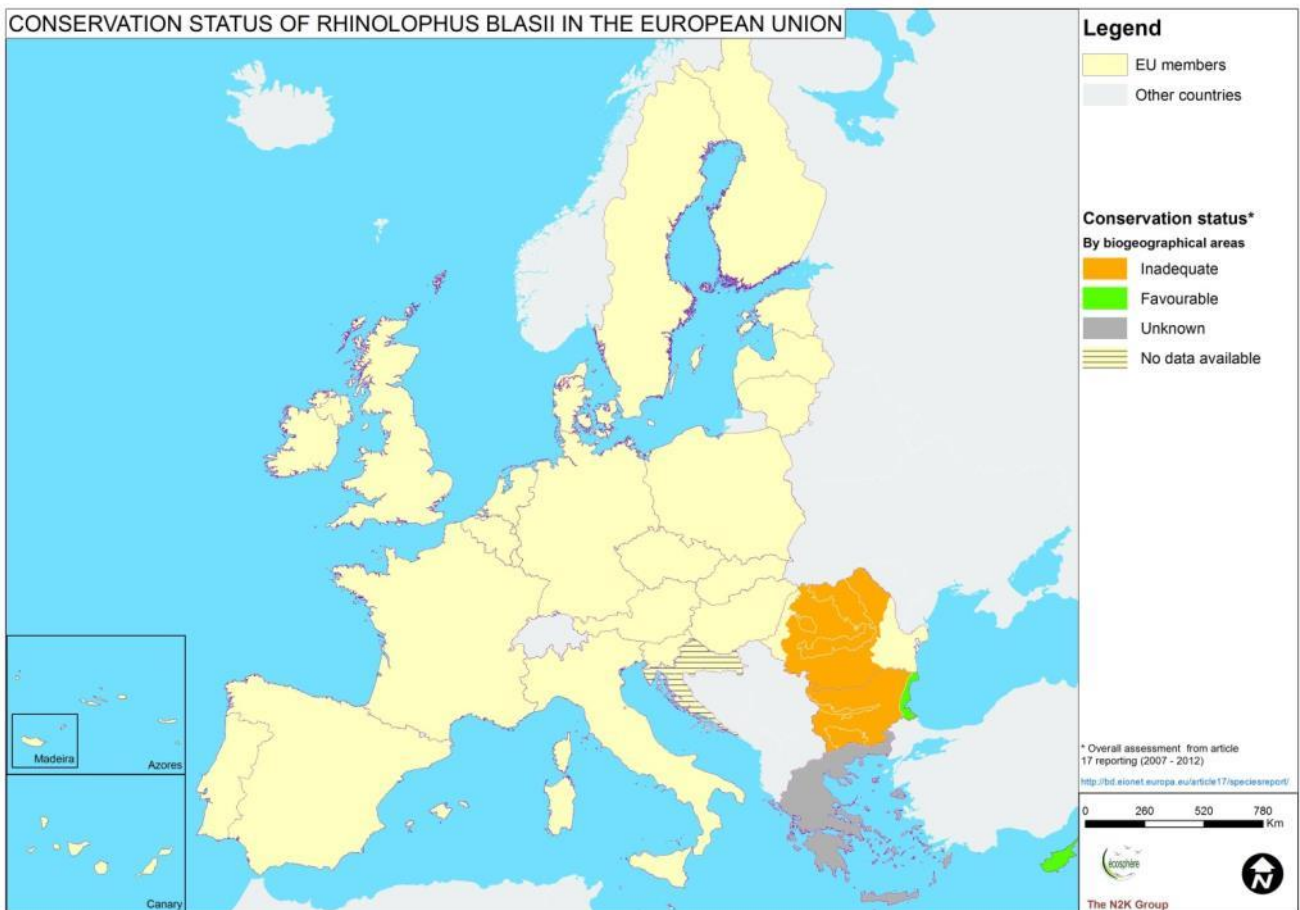 CONSERVATION STATUS OF RHINOLOPHUS BLASII IN THE EUROPEAN UNION
Legend
EU members
Other countries
Conservation status*
By biogeographical areas
Inadequate
Favourable
Unknown
No data available
Madeira
Azores
Canary
* Overall assessment from article
17 reporting (2007 - 2012)
http://bd.eionet.europa.eu/article17/speciesreport/
0 260 520 780
Km
écosphère
N
The N2K Group